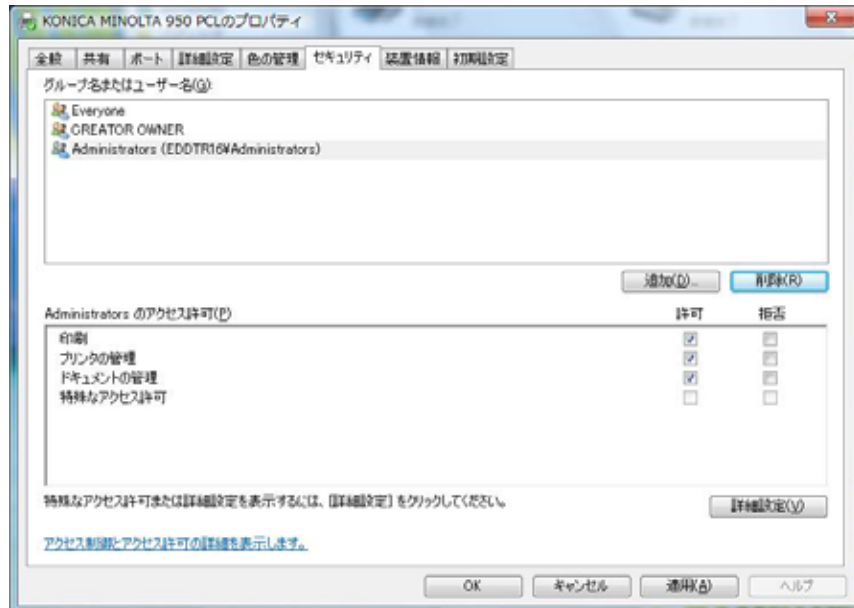 KONICA MINOLTA 950 PCLのプロパティ
全般 共有 ポート 詳細設定 色の管理 セキュリティ 装置情報 初期設定
グループ名またはユーザー名(G):
Everyone
CREATOR OWNER
Administrators (EDDTR16¥Administrators)
追加(D)... 削除(R)
Administrators のアクセス許可(P) 許可 拒否
印刷
プリンタの管理
ドキュメントの管理
特殊なアクセス許可
特殊なアクセス許可または詳細設定を表示するには、[詳細設定] をクリックしてください。
詳細設定(V)
アクセス制御とアクセス許可の詳細を表示します。
OK キャンセル 適用(A) ヘルプ